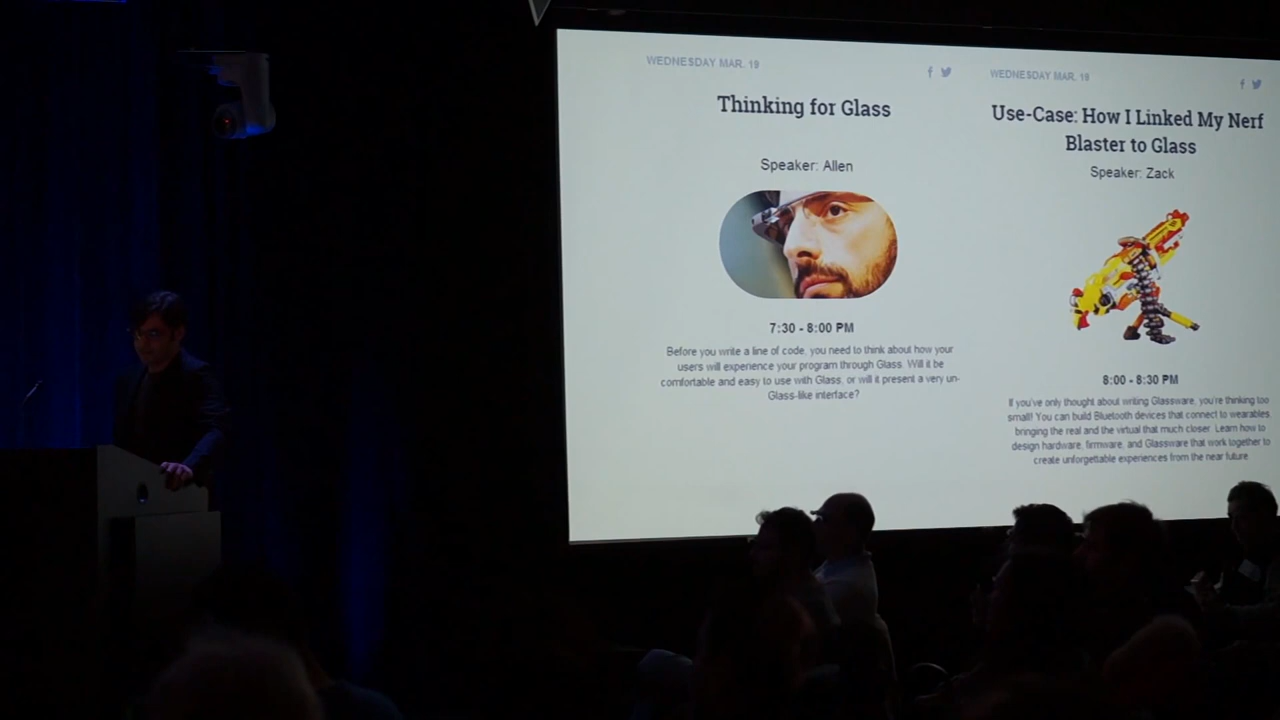 WEDNESDAY MAR. 19
Thinking for Glass
Speaker: Allen
7:30 - 8:00 PM
Before you write a line of code, you need to think about how your
users will experience your program through Glass. Will it be
comfortable and easy to use with Glass, or will it present a very un-
Glass-like interface?
WEDNESDAY MAR. 19
Use-Case: How I Linked My Nerf
Blaster to Glass
Speaker: Zack
8:00 - 8:30 PM
If you've only thought about writing Glassware, you're thinking too
small! You can build Bluetooth devices that connect to wearables,
bringing the real and the virtual that much closer. Learn how to
design hardware, firmware, and Glassware that work together to
create unforgettable experiences from the near future.